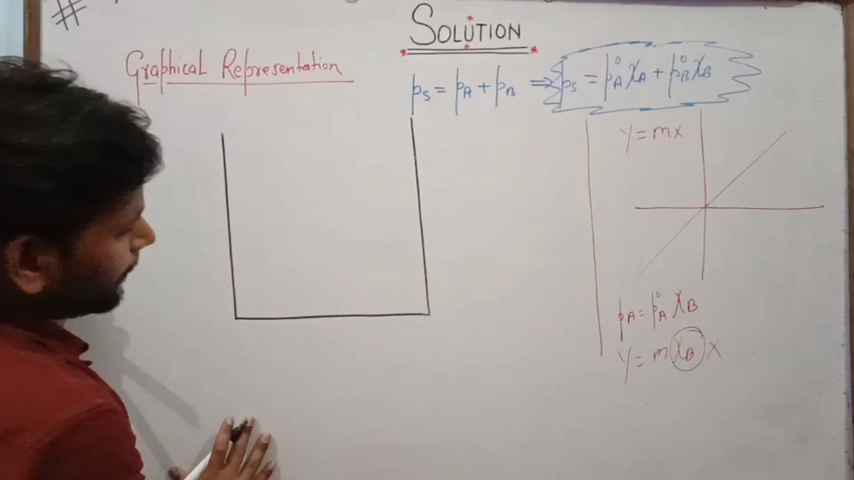 #
SOLUTION
Graphical Representation
pS = pA + pB ⇒ pS = p°A χA + p°B χB
y = mx
pA = p°A χB
y = m χB x